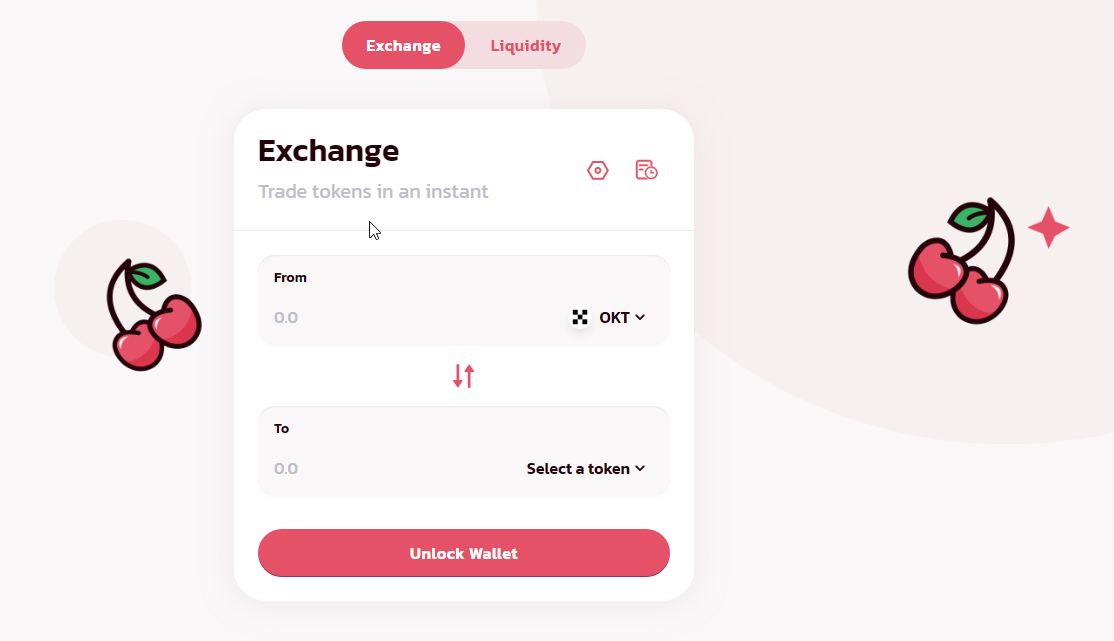 Exchange
Liquidity
Exchange
Trade tokens in an instant
From
0.0
OKT
To
0.0
Select a token
Unlock Wallet